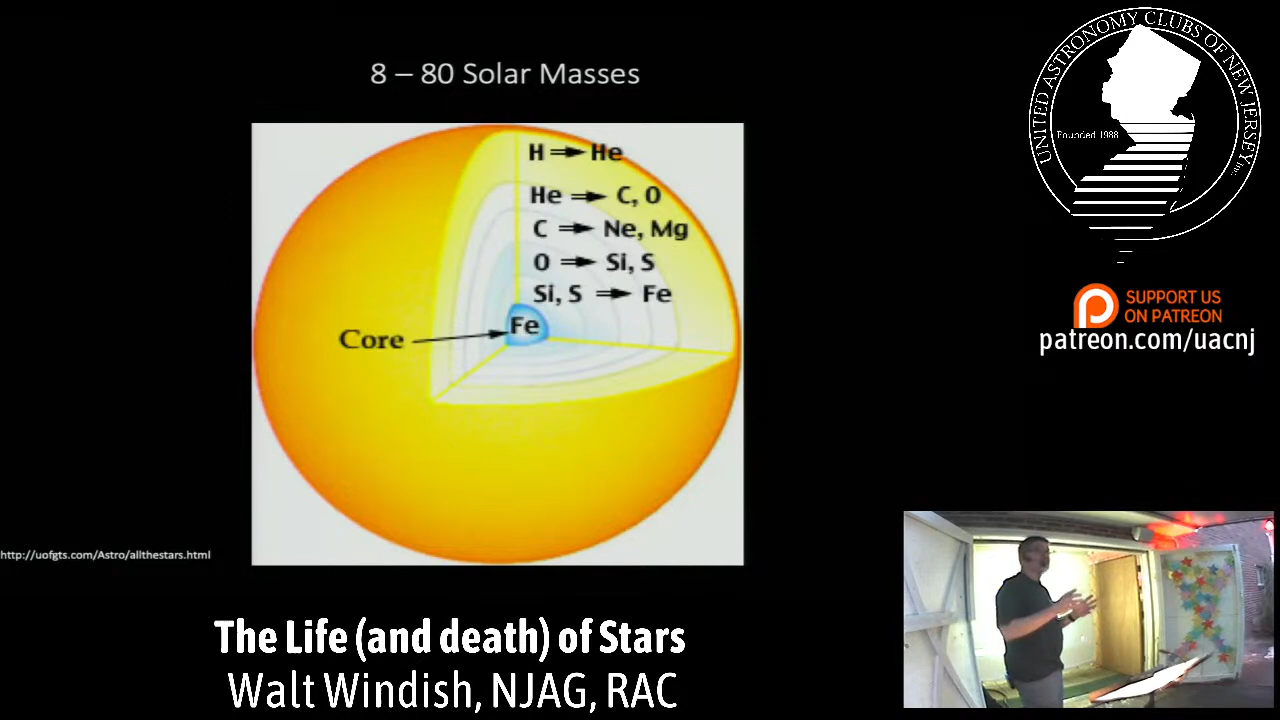 8 – 80 Solar Masses
H → He
He → C, O
C → Ne, Mg
O → Si, S
Si, S → Fe
Fe
Core
http://uofgts.com/Astro/allthestars.html
The Life (and death) of Stars
Walt Windish, NJAG, RAC
UNITED ASTRONOMY CLUBS OF NEW JERSEY, Inc.
Founded 1988
SUPPORT US
ON PATREON
patreon.com/uacnj